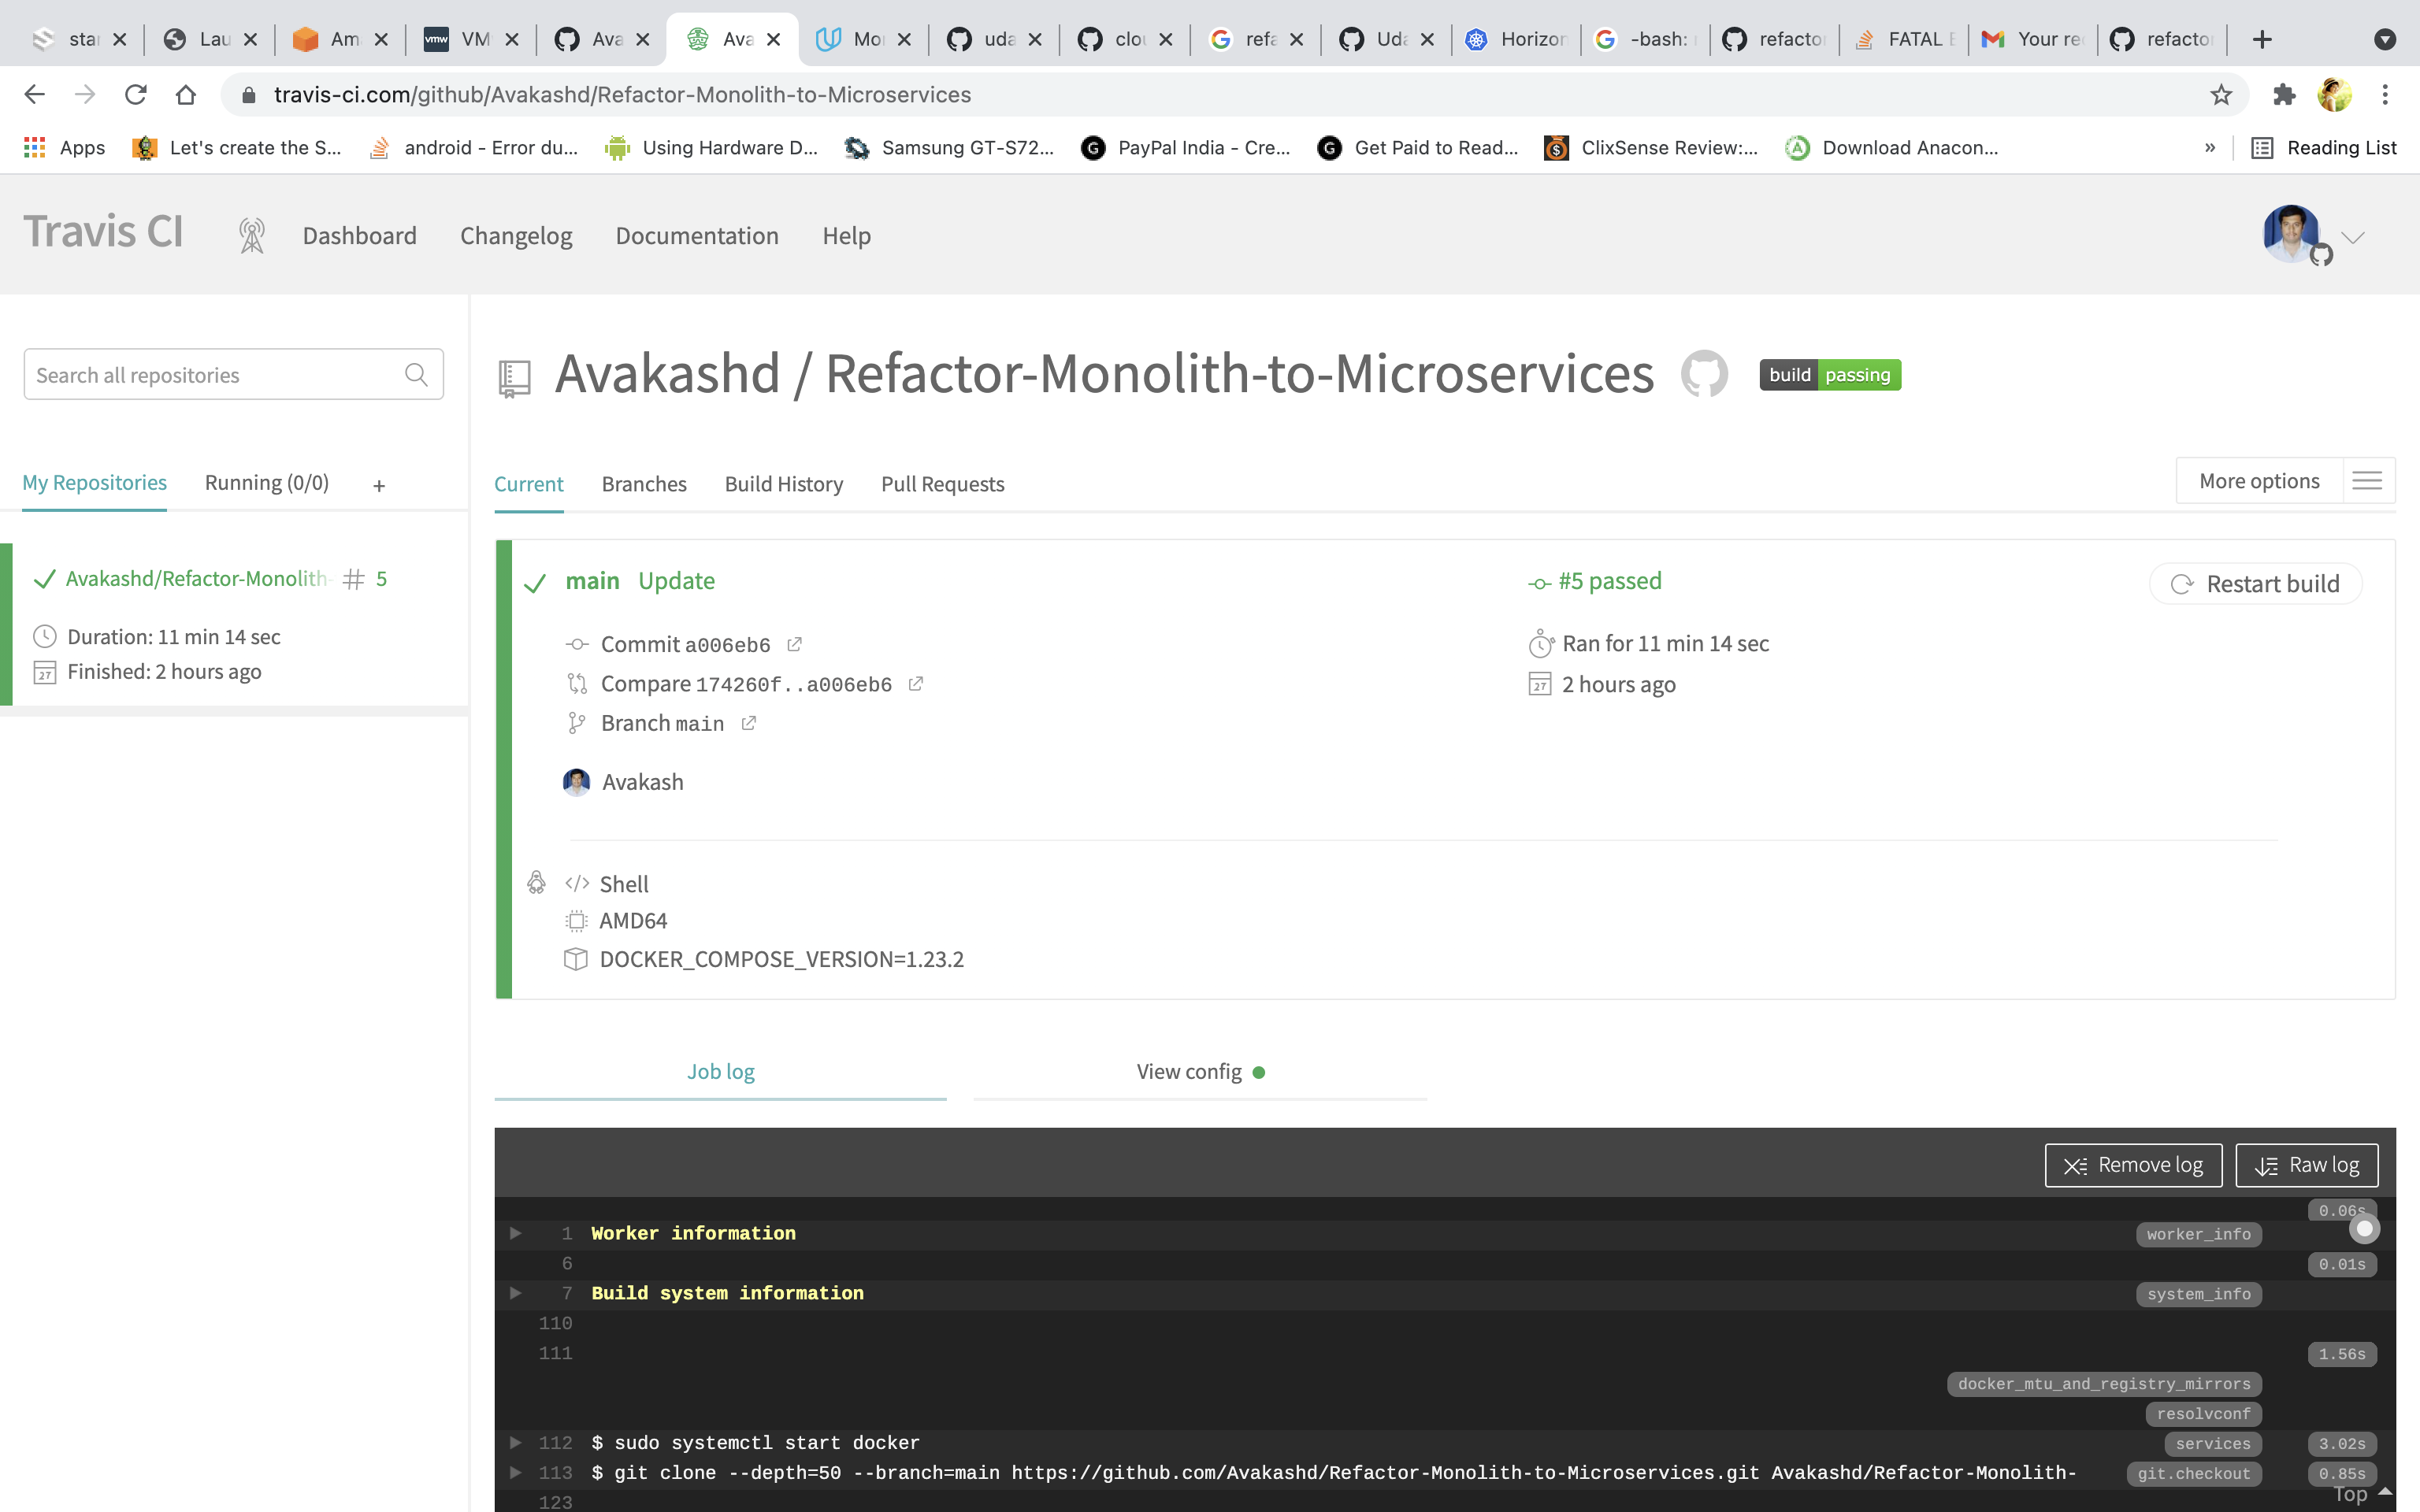 star Lau Am VM Ava Ava Mo uda clou refa Uda Horizon -bash: refactor FATAL E Your re refactor
travis-ci.com/github/Avakashd/Refactor-Monolith-to-Microservices
Apps Let's create the S... android - Error du... Using Hardware D... Samsung GT-S72... PayPal India - Cre... Get Paid to Read... ClixSense Review:... Download Anacon... » Reading List
Travis CI Dashboard Changelog Documentation Help
Search all repositories
Avakashd / Refactor-Monolith-to-Microservices build passing
My Repositories Running (0/0) +
Current Branches Build History Pull Requests More options
Avakashd/Refactor-Monolith- # 5
Duration: 11 min 14 sec
Finished: 2 hours ago
main Update #5 passed Restart build
Commit a006eb6 Ran for 11 min 14 sec
Compare 174260f..a006eb6 2 hours ago
Branch main
Avakash
</> Shell
AMD64
DOCKER_COMPOSE_VERSION=1.23.2
Job log View config
Remove log Raw log
0.06s
1 Worker information worker_info
6 0.01s
7 Build system information system_info
110
111 1.56s
docker_mtu_and_registry_mirrors
resolvconf
112 $ sudo systemctl start docker services 3.02s
113 $ git clone --depth=50 --branch=main https://github.com/Avakashd/Refactor-Monolith-to-Microservices.git Avakashd/Refactor-Monolith- git.checkout 0.85s
Top
123